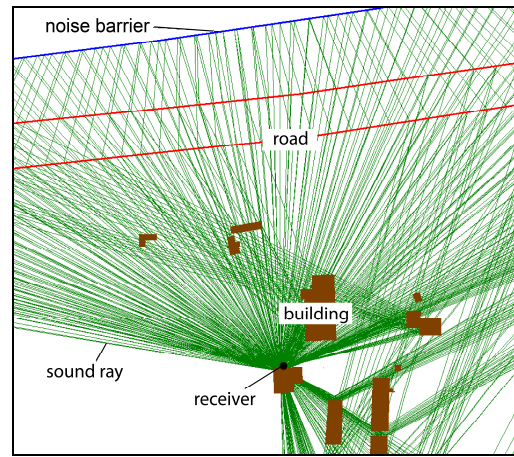 noise barrier
road
building
sound ray
receiver